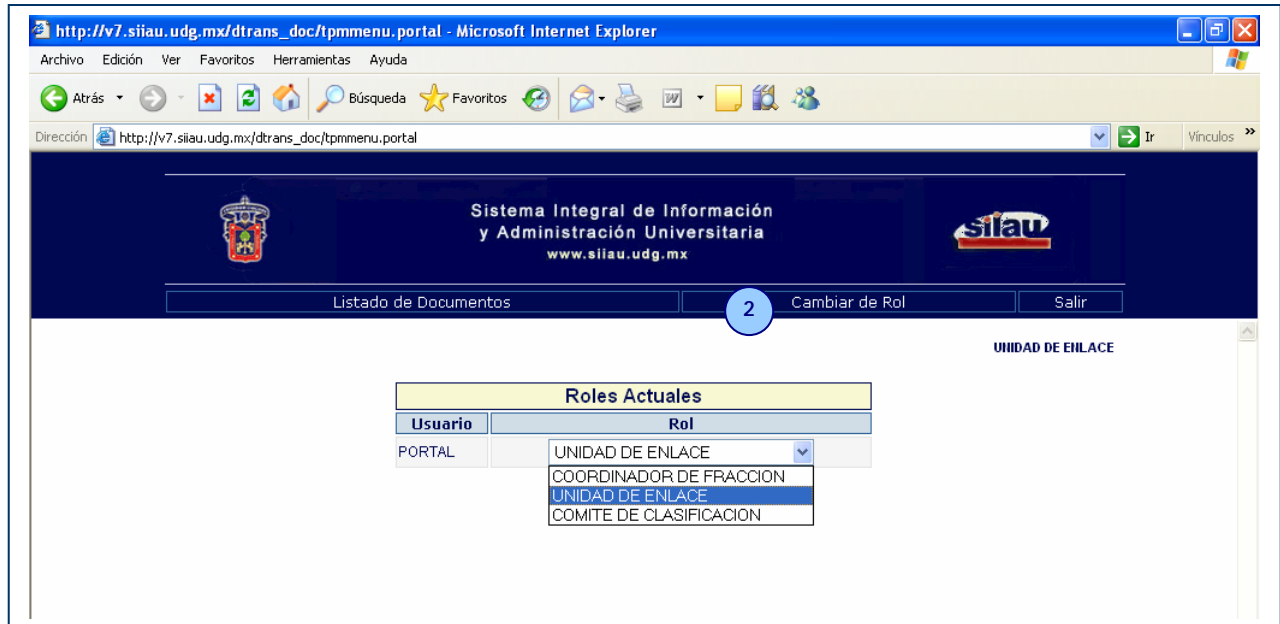 http://v7.siiau.udg.mx/dtrans_doc/tpmmenu.portal - Microsoft Internet Explorer
Archivo Edición Ver Favoritos Herramientas Ayuda
Atrás Búsqueda Favoritos
Dirección http://v7.siiau.udg.mx/dtrans_doc/tpmmenu.portal Ir Vínculos »
Sistema Integral de Información
y Administración Universitaria
www.siiau.udg.mx
siiau
Listado de Documentos 2 Cambiar de Rol Salir
UNIDAD DE ENLACE
Roles Actuales
Usuario Rol
PORTAL UNIDAD DE ENLACE
COORDINADOR DE FRACCION
UNIDAD DE ENLACE
COMITE DE CLASIFICACION